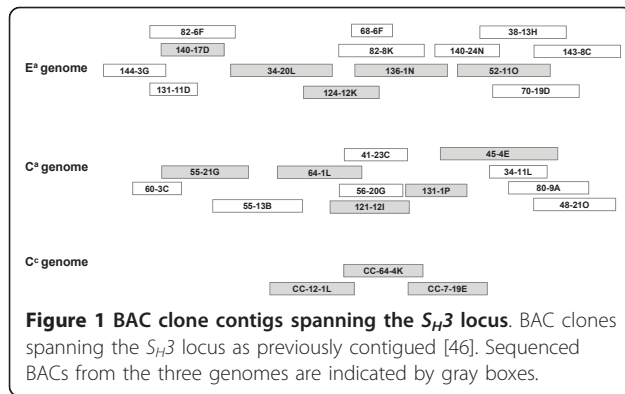 82-6F 68-6F 38-13H
140-17D 82-8K 140-24N 143-8C
Eᵃ genome 144-3G 34-20L 136-1N 52-11O
131-11D 124-12K 70-19D
41-23C 45-4E
Cᵃ genome 55-21G 64-1L 34-11L
60-3C 56-20G 131-1P 80-9A
55-13B 121-12I 48-21O
Cᶜ genome CC-64-4K
CC-12-1L CC-7-19E
Figure 1 BAC clone contigs spanning the S_H3 locus. BAC clones
spanning the S_H3 locus as previously contigued [46]. Sequenced
BACs from the three genomes are indicated by gray boxes.